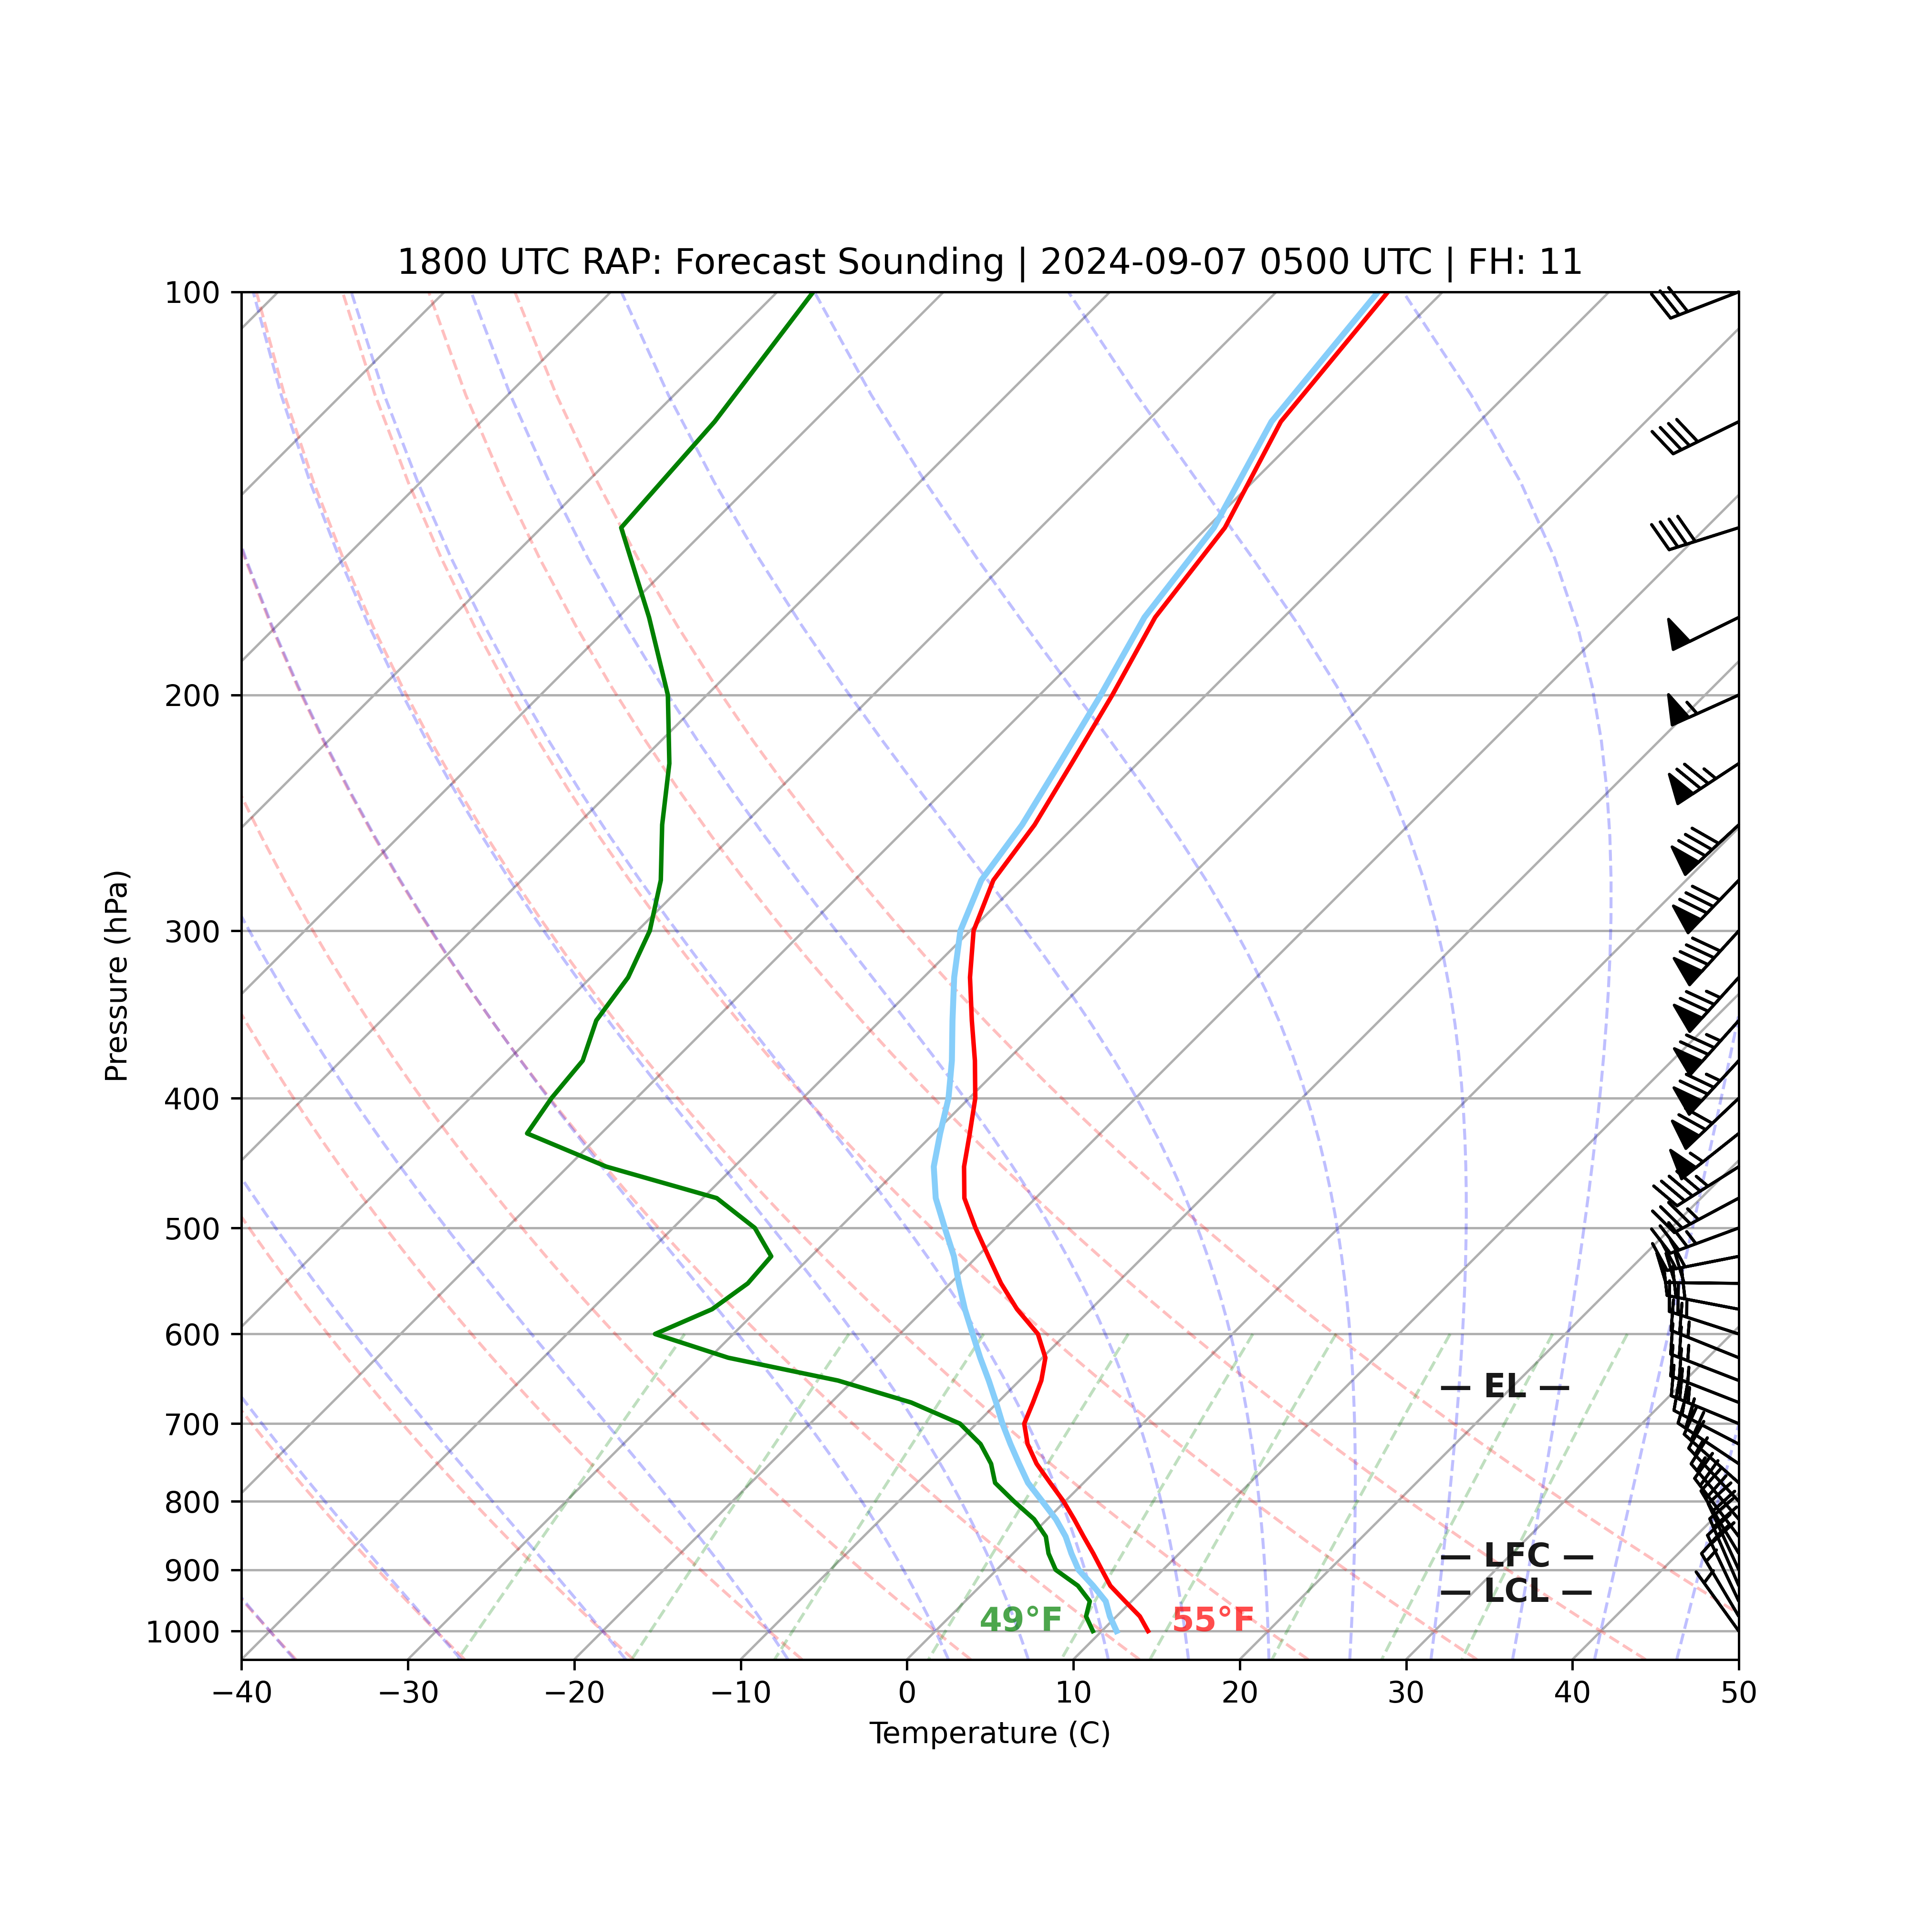 1800 UTC RAP: Forecast Sounding | 2024-09-07 0500 UTC | FH: 11
100
200
300
400
500
600
700
800
900
1000
Pressure (hPa)
— EL —
— LFC —
— LCL —
49°F 55°F
−40 −30 −20 −10 0 10 20 30 40 50
Temperature (C)